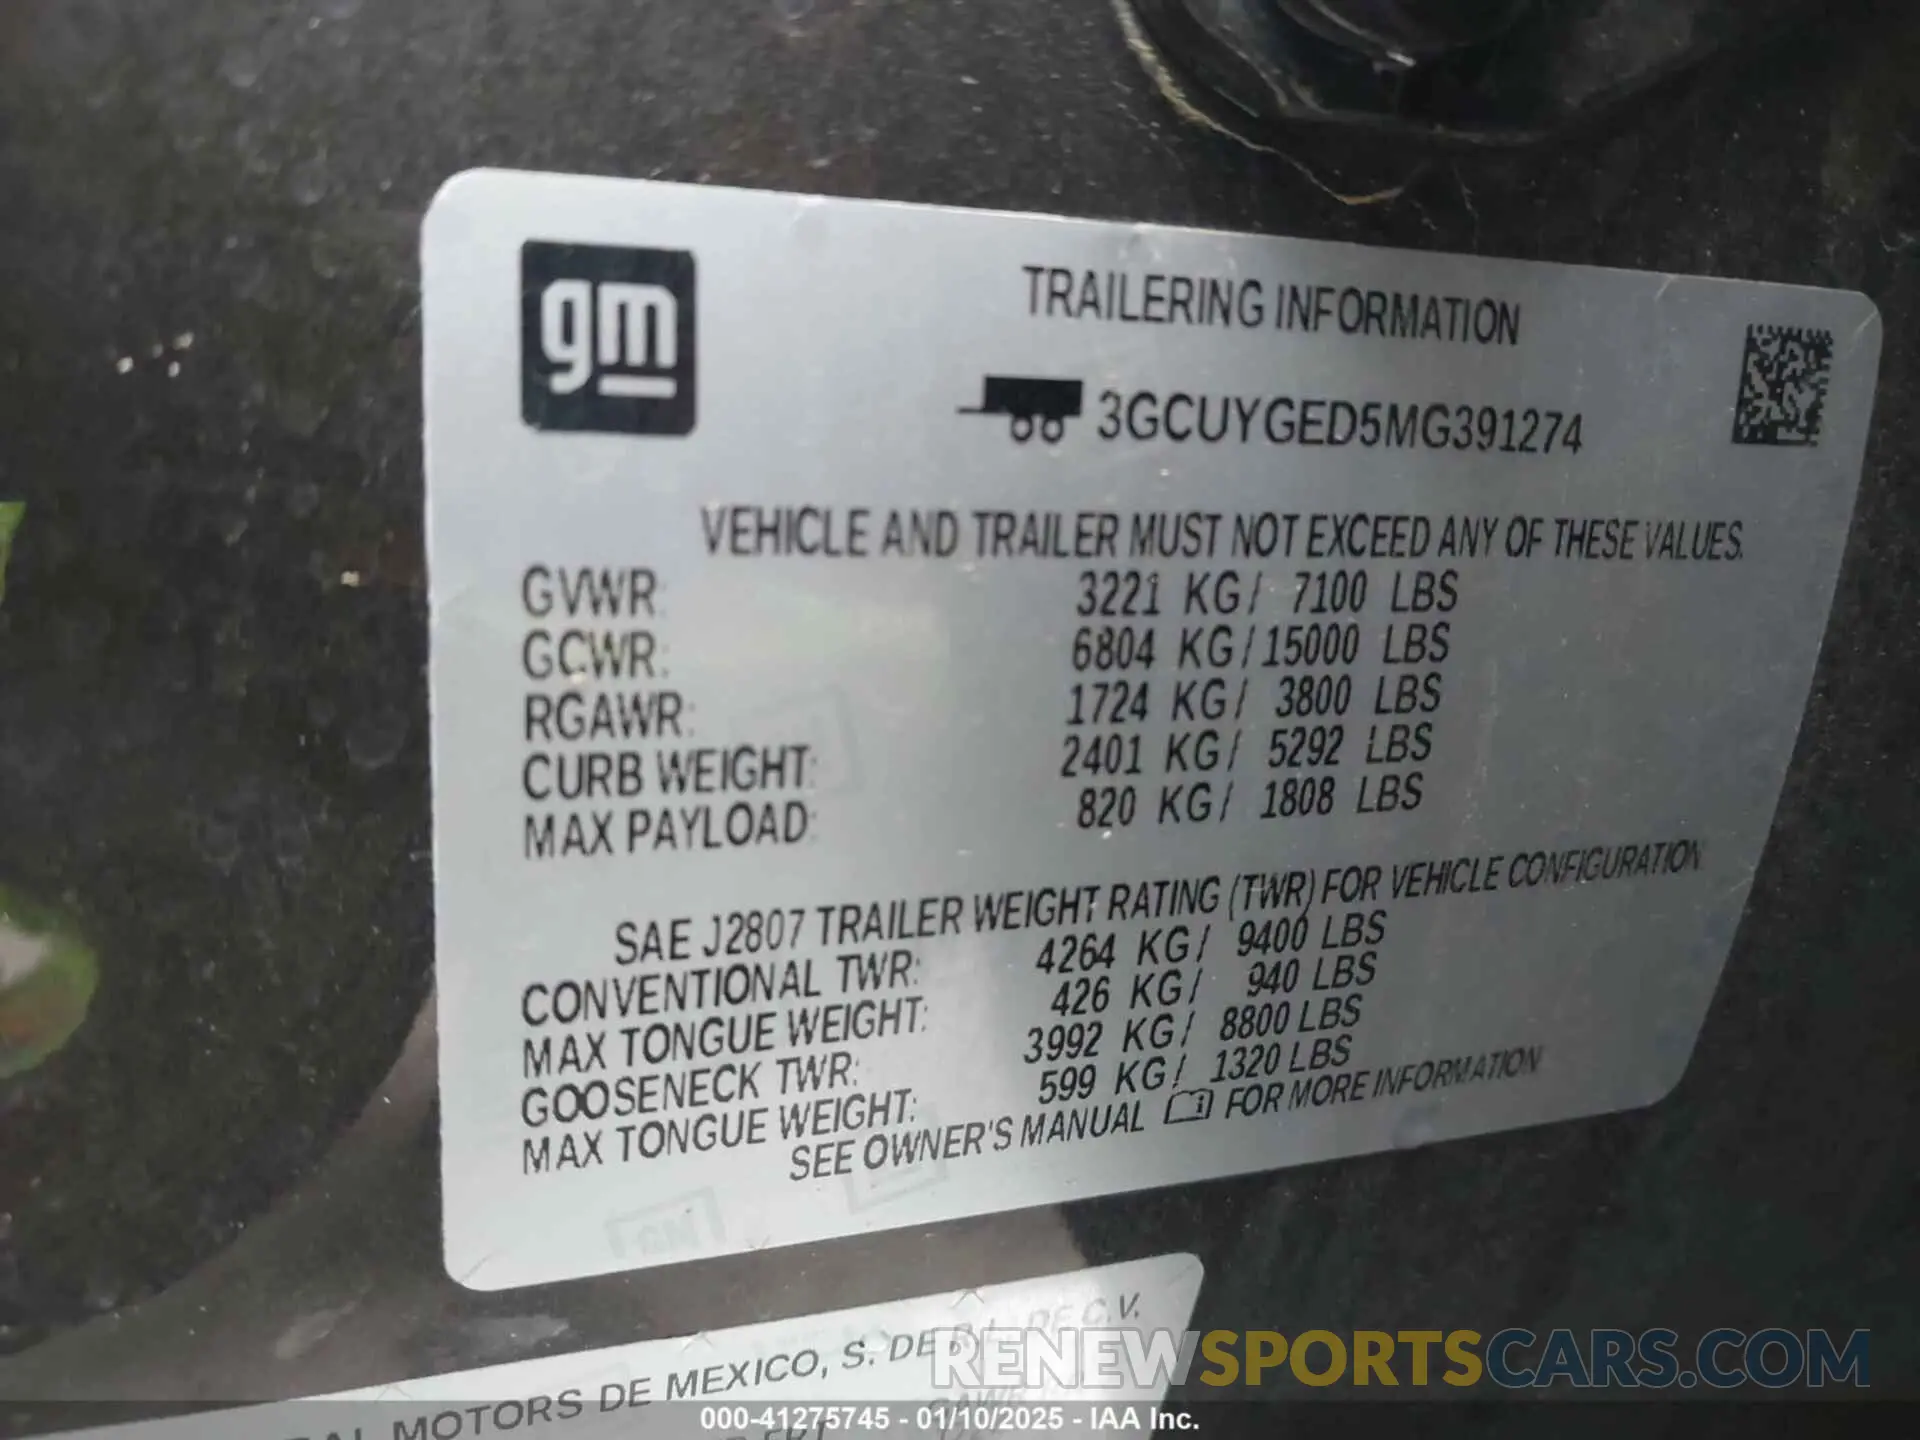 gm
TRAILERING INFORMATION
3GCUYGED5MG391274
VEHICLE AND TRAILER MUST NOT EXCEED ANY OF THESE VALUES.
GVWR: 3221 KG/ 7100 LBS
GCWR: 6804 KG/15000 LBS
RGAWR: 1724 KG/ 3800 LBS
CURB WEIGHT: 2401 KG/ 5292 LBS
MAX PAYLOAD: 820 KG/ 1808 LBS
SAE J2807 TRAILER WEIGHT RATING (TWR) FOR VEHICLE CONFIGURATION
CONVENTIONAL TWR: 4264 KG/ 9400 LBS
MAX TONGUE WEIGHT: 426 KG/ 940 LBS
GOOSENECK TWR: 3992 KG/ 8800 LBS
MAX TONGUE WEIGHT: 599 KG/ 1320 LBS
SEE OWNER'S MANUAL FOR MORE INFORMATION
GM
MOTORS DE MEXICO, S. DE R.L. DE C.V.
RENEWSPORTSCARS.COM
000-41275745 - 01/10/2025 - IAA Inc.